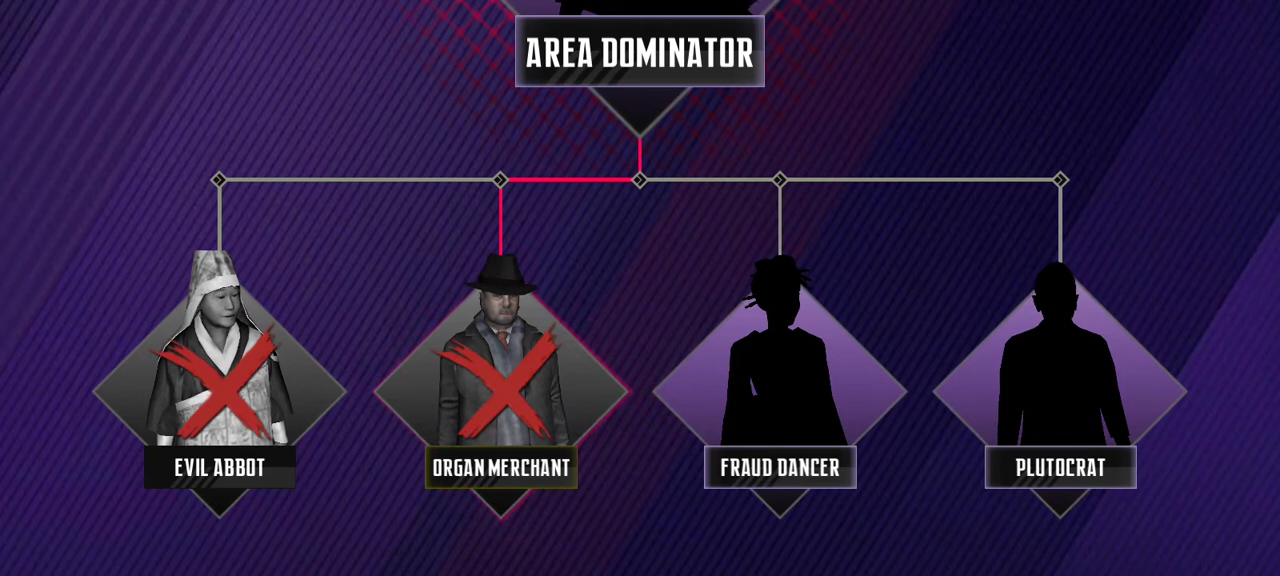 AREA DOMINATOR
EVIL ABBOT
ORGAN MERCHANT
FRAUD DANCER
PLUTOCRAT